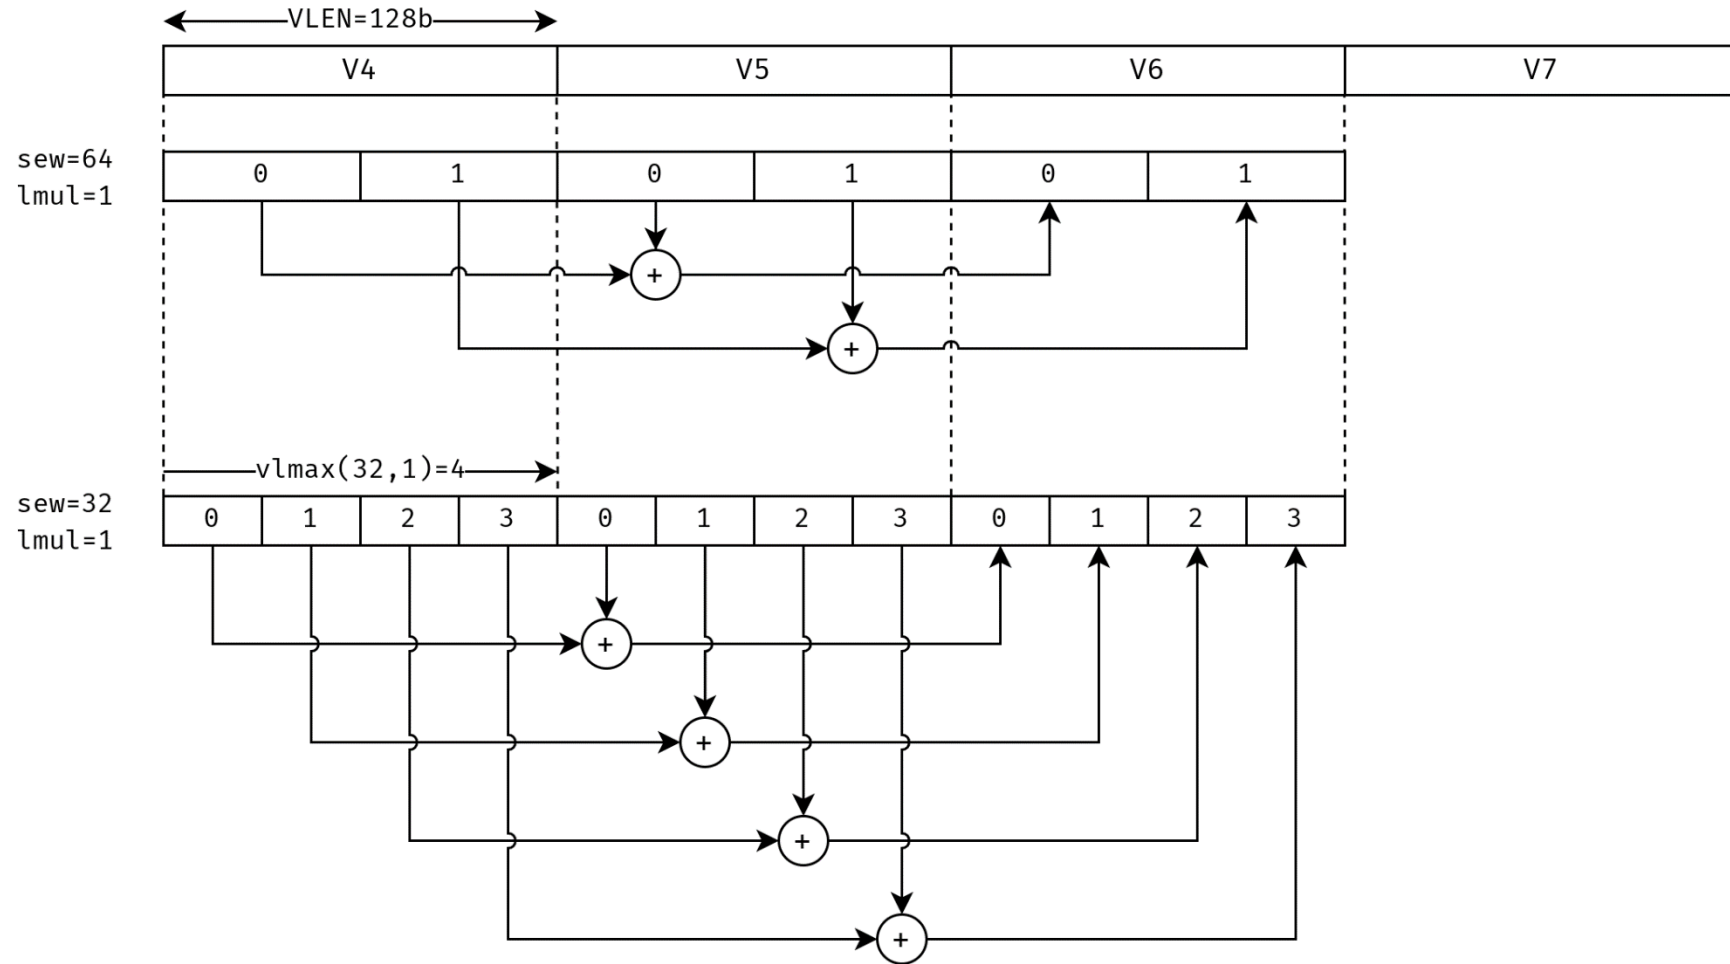 VLEN=128b
V4 V5 V6 V7
sew=64
lmul=1
0 1 0 1 0 1
+
+
vlmax(32,1)=4
sew=32
lmul=1
0 1 2 3 0 1 2 3 0 1 2 3
+
+
+
+